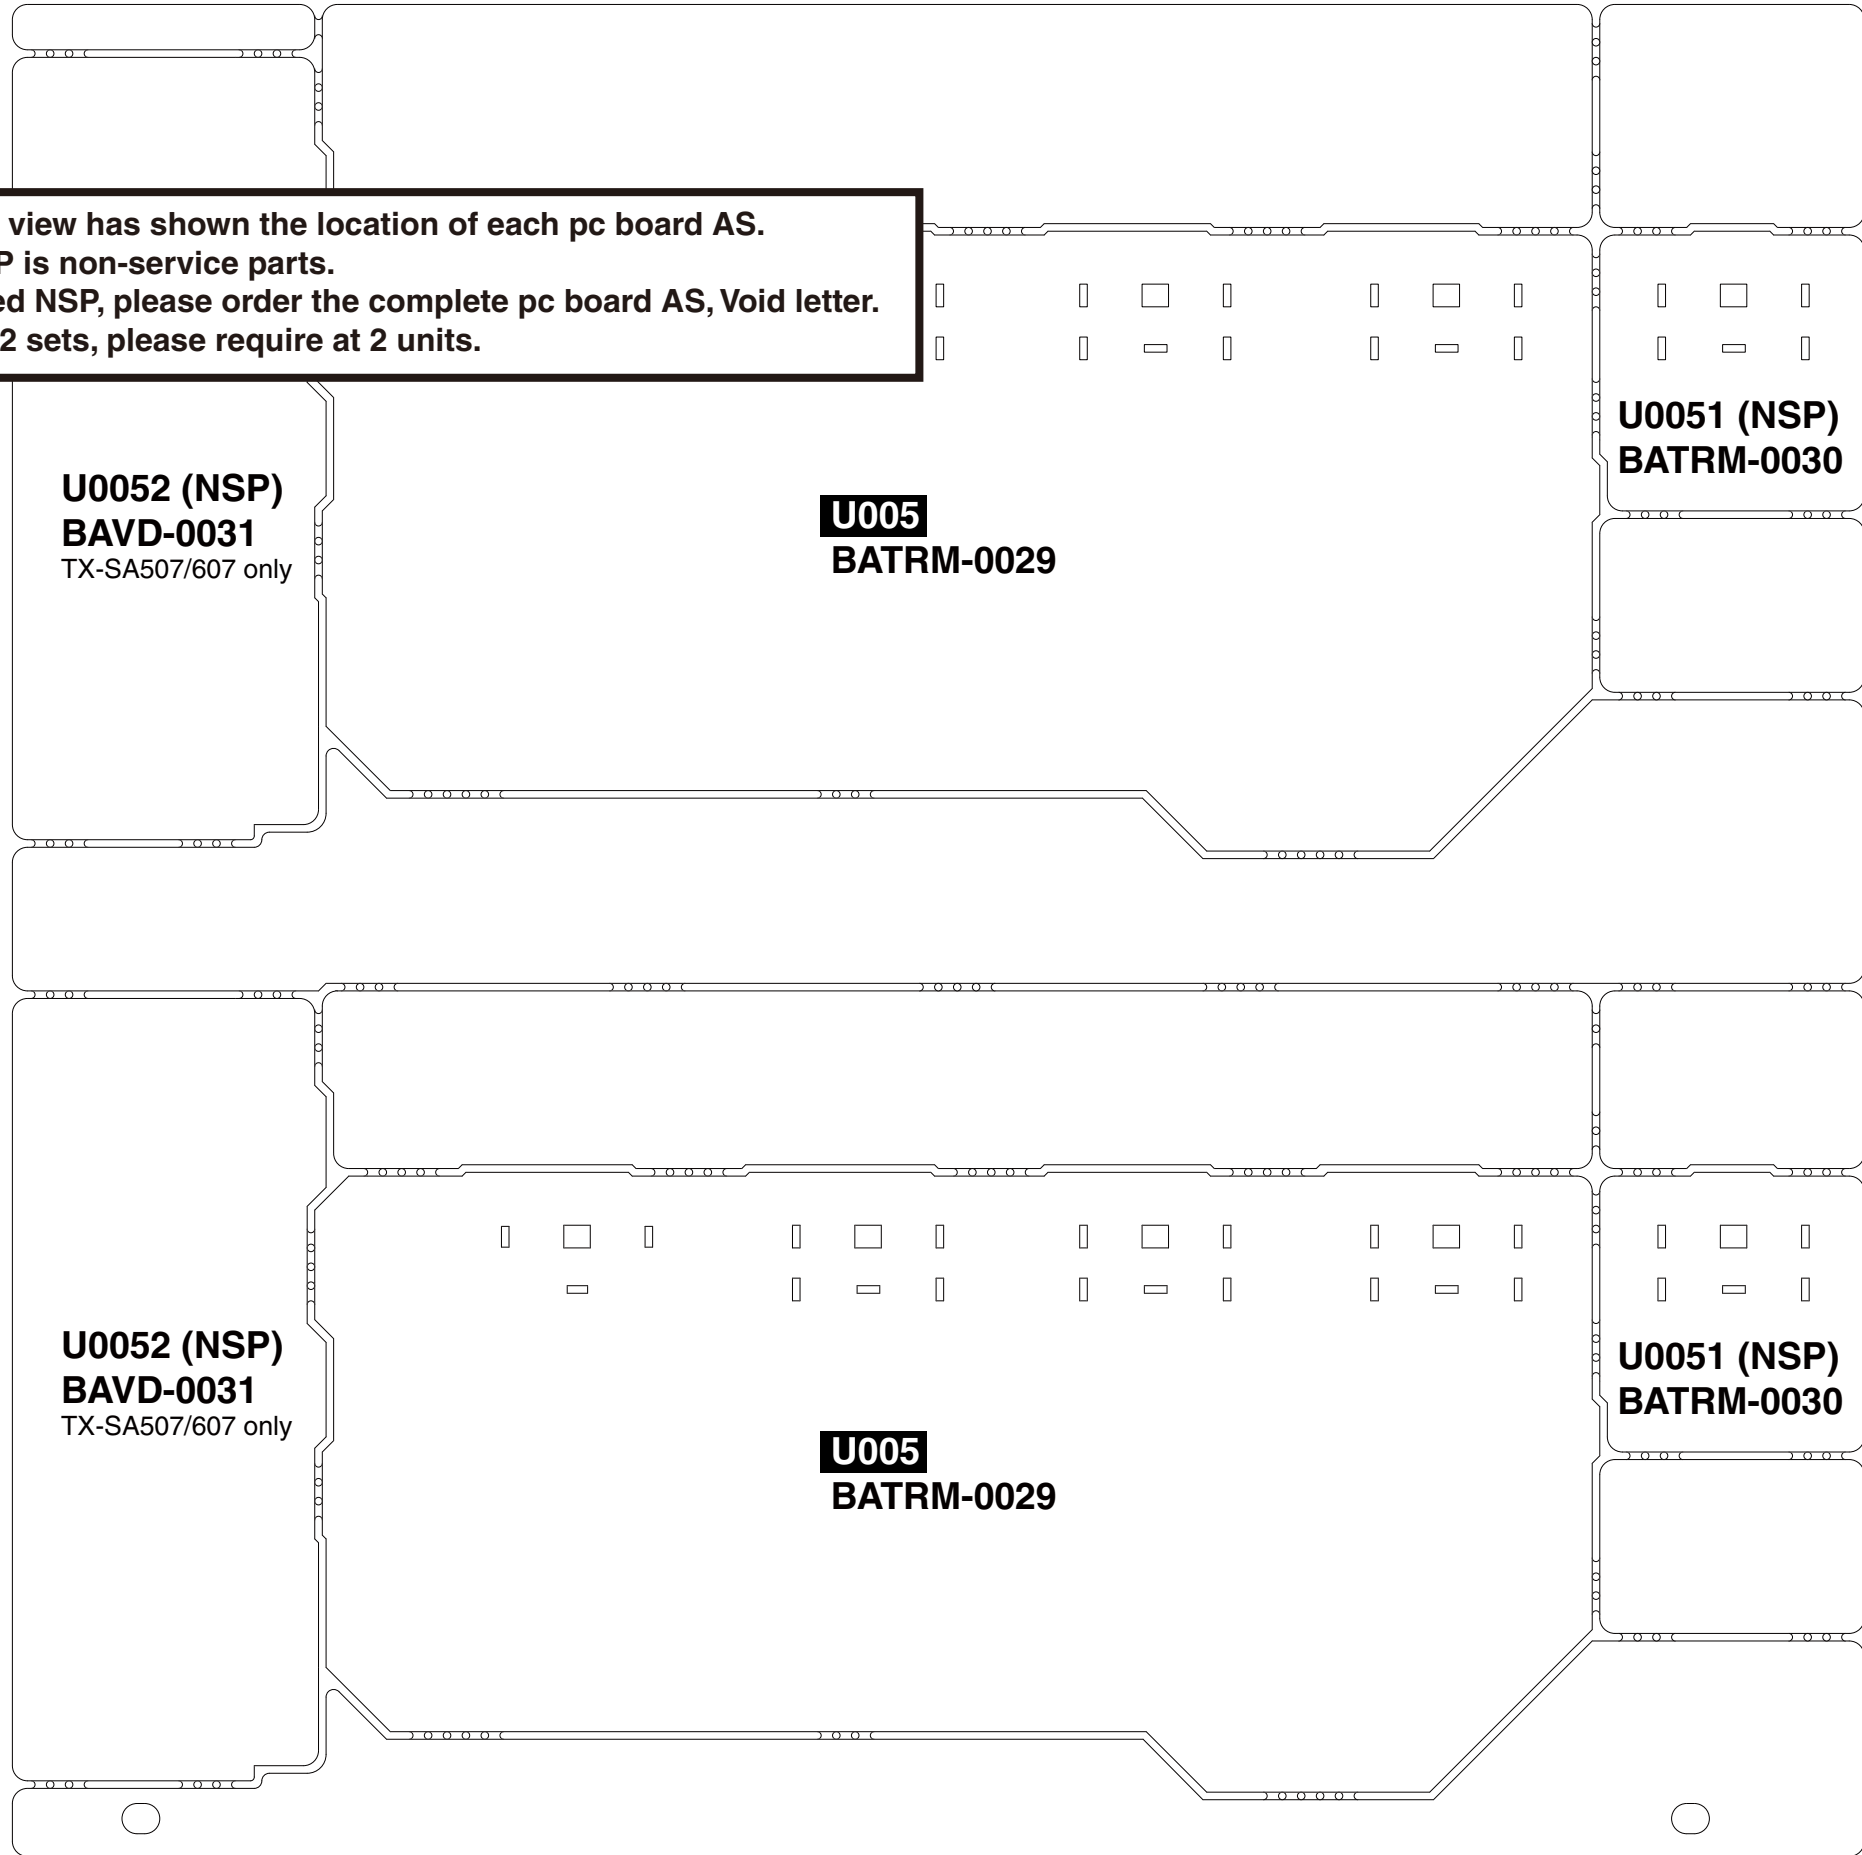 view has shown the location of each pc board AS.
P is non-service parts.
ed NSP, please order the complete pc board AS, Void letter.
2 sets, please require at 2 units.
U0051 (NSP)
BATRM-0030
U0052 (NSP)
BAVD-0031
TX-SA507/607 only
U005
BATRM-0029
U0052 (NSP)
BAVD-0031
TX-SA507/607 only
U0051 (NSP)
BATRM-0030
U005
BATRM-0029